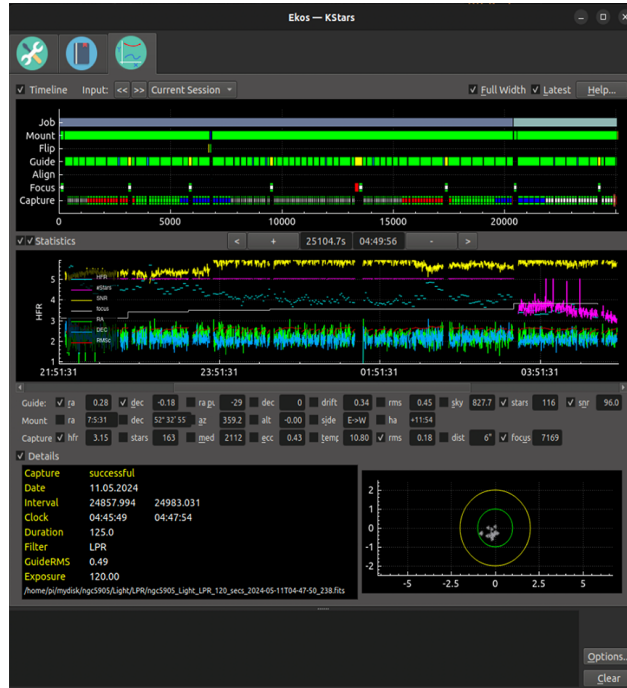 Ekos — KStars
Timeline Input: << >> Current Session Full Width Latest Help...
Job
Mount
Flip
Guide
Align
Focus
Capture
0 5000 10000 15000 20000
Statistics < + 25104.7s 04:49:56 - >
HFR
5
4
3
2
1
HFR
eStars
SNR
focus
RA
DEC
RMSc
21:51:31 23:51:31 01:51:31 03:51:31
Guide: ra 0.28 dec -0.18 ra pu -29 dec 0 drift 0.34 rms 0.45 sky 827.7 stars 116 snr 96.0
Mount ra 7:5:31 dec 52° 32' 55 az 359.2 alt -0.00 side E->W ha +11:54
Capture hfr 3.15 stars 163 med 2112 ecc 0.43 temp 10.80 rms 0.18 dist 6" focus 7169
Details
Capture successful
Date 11.05.2024
Interval 24857.994 24983.031
Clock 04:45:49 04:47:54
Duration 125.0
Filter LPR
GuideRMS 0.49
Exposure 120.00
/home/pi/mydisk/ngc5905/Light/LPR/ngc5905_Light_LPR_120_secs_2024-05-11T04-47-50_238.fits
2
1
0
-1
-2
-5 -2.5 0 2.5 5
Options..
Clear